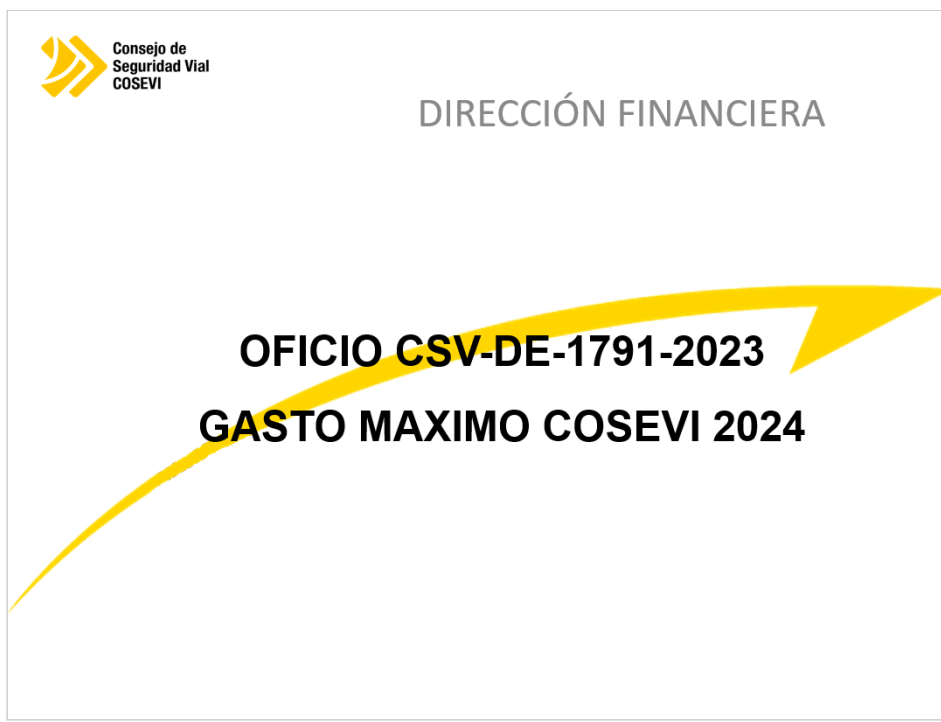 Consejo de
Seguridad Vial
COSEVI
DIRECCIÓN FINANCIERA
OFICIO CSV-DE-1791-2023
GASTO MAXIMO COSEVI 2024